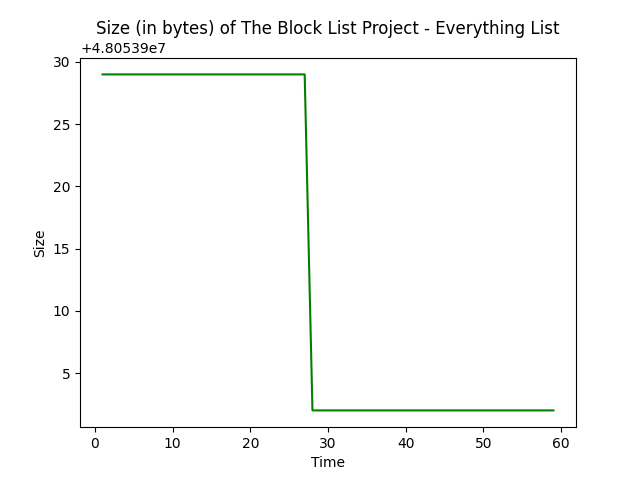 Size (in bytes) of The Block List Project - Everything List
+4.80539e7
30
25
20
15
10
5
Size
0 10 20 30 40 50 60
Time